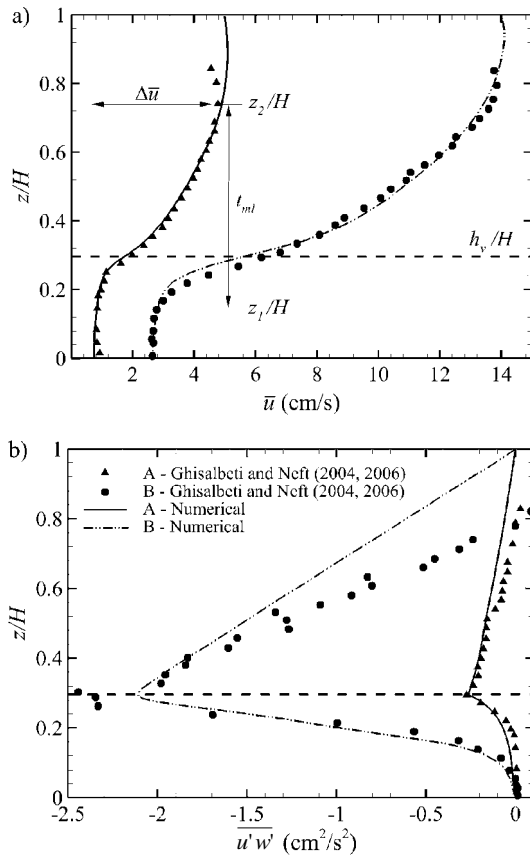 a)
1
0.8
0.6
0.4
0.2
0
z/H
Δu̅
z₂/H
t_ml
h_v/H
z₁/H
2 4 6 8 10 12 14
u̅ (cm/s)
b)
1
0.8
0.6
0.4
0.2
0
z/H
A - Ghisalbeti and Neft (2004, 2006)
B - Ghisalbeti and Neft (2004, 2006)
A - Numerical
B - Numerical
-2.5 -2 -1.5 -1 -0.5 0
u'w' (cm²/s²)